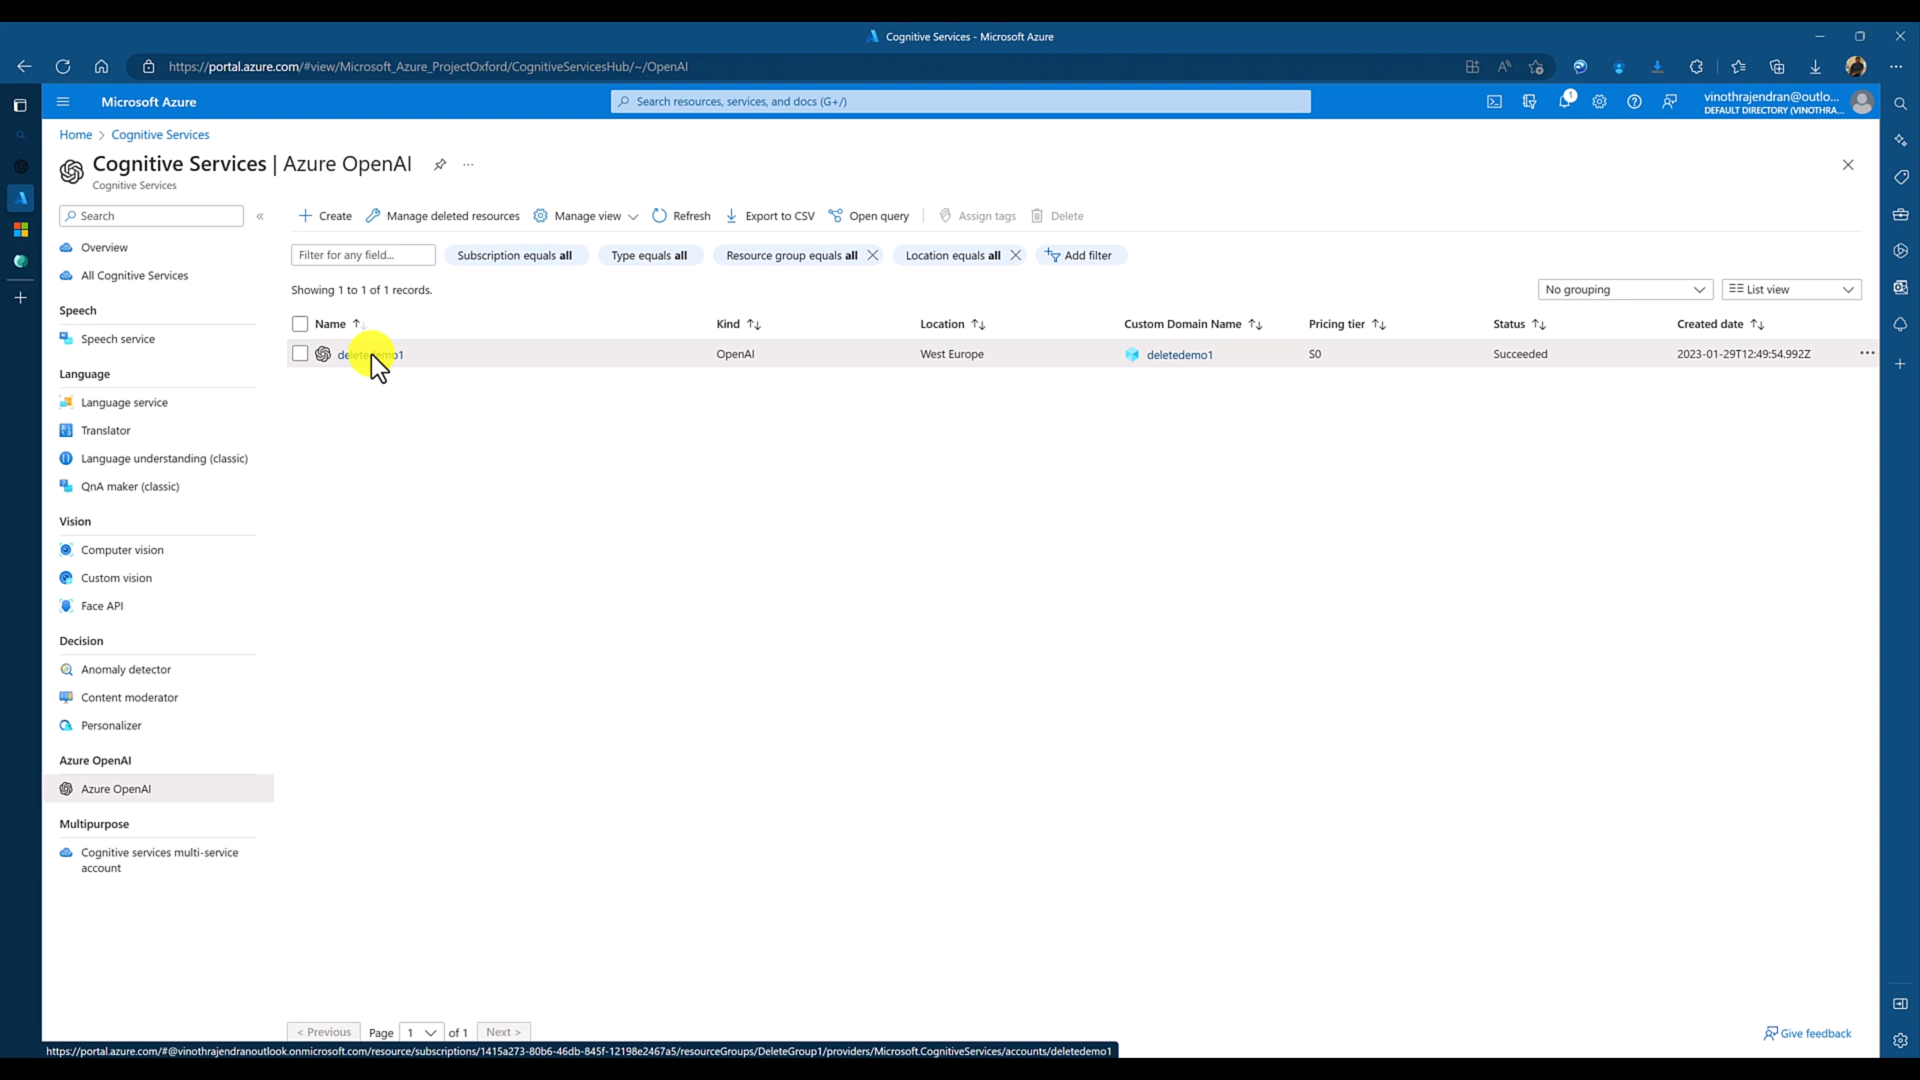 Cognitive Services - Microsoft Azure
https://portal.azure.com/#view/Microsoft_Azure_ProjectOxford/CognitiveServicesHub/~/OpenAI
Microsoft Azure
Search resources, services, and docs (G+/)
1
vinothrajendran@outlo...
DEFAULT DIRECTORY (VINOTHRA...
Home > Cognitive Services
Cognitive Services | Azure OpenAI
Cognitive Services
Search
Create Manage deleted resources Manage view Refresh Export to CSV Open query Assign tags Delete
Overview
All Cognitive Services
Speech
Speech service
Language
Language service
Translator
Language understanding (classic)
QnA maker (classic)
Vision
Computer vision
Custom vision
Face API
Decision
Anomaly detector
Content moderator
Personalizer
Azure OpenAI
Azure OpenAI
Multipurpose
Cognitive services multi-service
account
Filter for any field... Subscription equals all Type equals all Resource group equals all Location equals all Add filter
Showing 1 to 1 of 1 records.
No grouping List view
Name Kind Location Custom Domain Name Pricing tier Status Created date
deletedemo1 OpenAI West Europe deletedemo1 S0 Succeeded 2023-01-29T12:49:54.992Z
< Previous Page 1 of 1 Next >
Give feedback
https://portal.azure.com/#@vinothrajendranoutlook.onmicrosoft.com/resource/subscriptions/1415a273-80b6-46db-845f-12198e2467a5/resourceGroups/DeleteGroup1/providers/Microsoft.CognitiveServices/accounts/deletedemo1